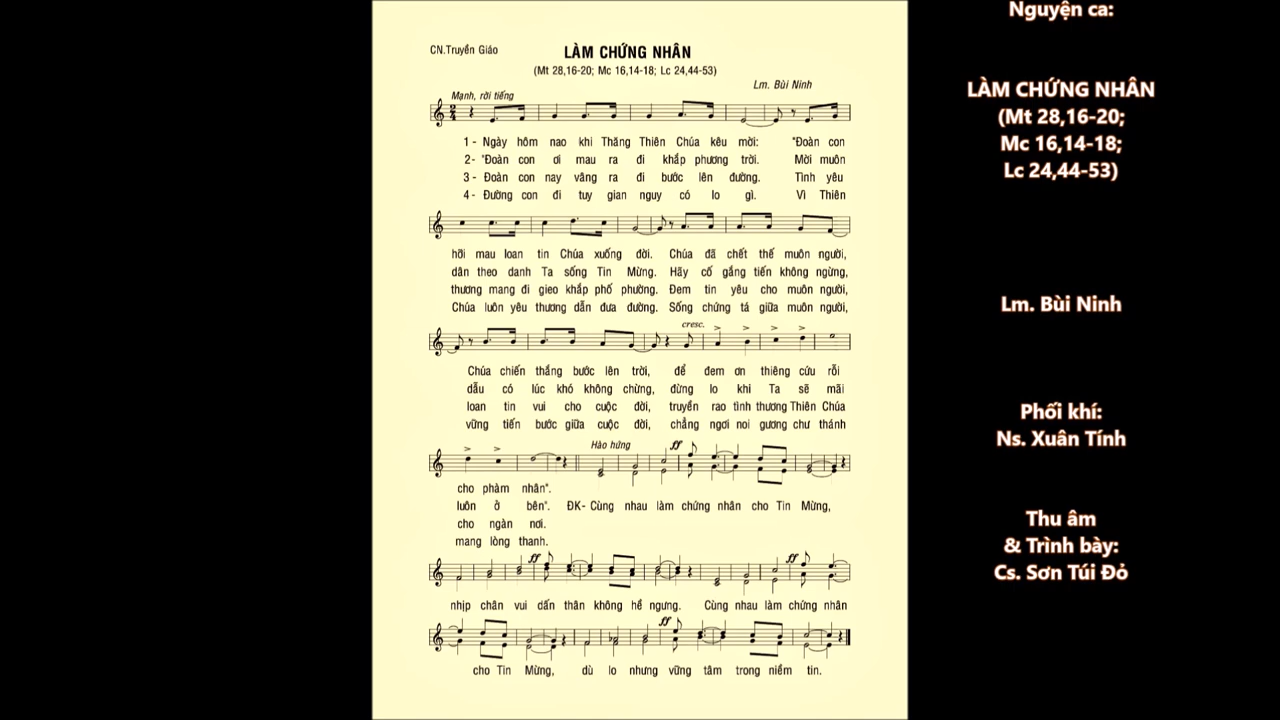 CN.Truyền Giáo
LÀM CHỨNG NHÂN
(Mt 28,16-20; Mc 16,14-18; Lc 24,44-53)
Lm. Bùi Ninh
Mạnh, rời tiếng
2
4
1 - Ngày hôm nao khi Thăng Thiên Chúa kêu mời: "Đoàn con
2- "Đoàn con ơi mau ra đi khắp phương trời. Mời muôn
3 - Đoàn con nay vâng ra đi bước lên đường. Tình yêu
4- Đường con đi tuy gian nguy có lo gì. Vì Thiên
hỡi mau loan tin Chúa xuống đời. Chúa đã chết thế muôn người,
dân theo danh Ta sống Tin Mừng. Hãy cố gắng tiến không ngừng,
thương mang đi gieo khắp phố phường. Đem tin yêu cho muôn người,
Chúa luôn yêu thương dẫn đưa đường. Sống chứng tá giữa muôn người,
cresc.
Chúa chiến thắng bước lên trời, để đem ơn thiêng cứu rỗi
dẫu có lúc khó không chừng, đừng lo khi Ta sẽ mãi
loan tin vui cho cuộc đời, truyền rao tình thương Thiên Chúa
vững tiến bước giữa cuộc đời, chẳng ngơi noi gương chư thánh
Hào hứng
ff
cho phàm nhân".
luôn ở bên". ĐK- Cùng nhau làm chứng nhân cho Tin Mừng,
cho ngàn nơi.
mang lòng thanh.
ff
ff
nhịp chân vui dấn thân không hề ngưng. Cùng nhau làm chứng nhân
ff
cho Tin Mừng, dù lo nhưng vững tâm trong niềm tin.
Nguyện ca:
LÀM CHỨNG NHÂN
(Mt 28,16-20;
Mc 16,14-18;
Lc 24,44-53)
Lm. Bùi Ninh
Phối khí:
Ns. Xuân Tính
Thu âm
& Trình bày:
Cs. Sơn Túi Đỏ